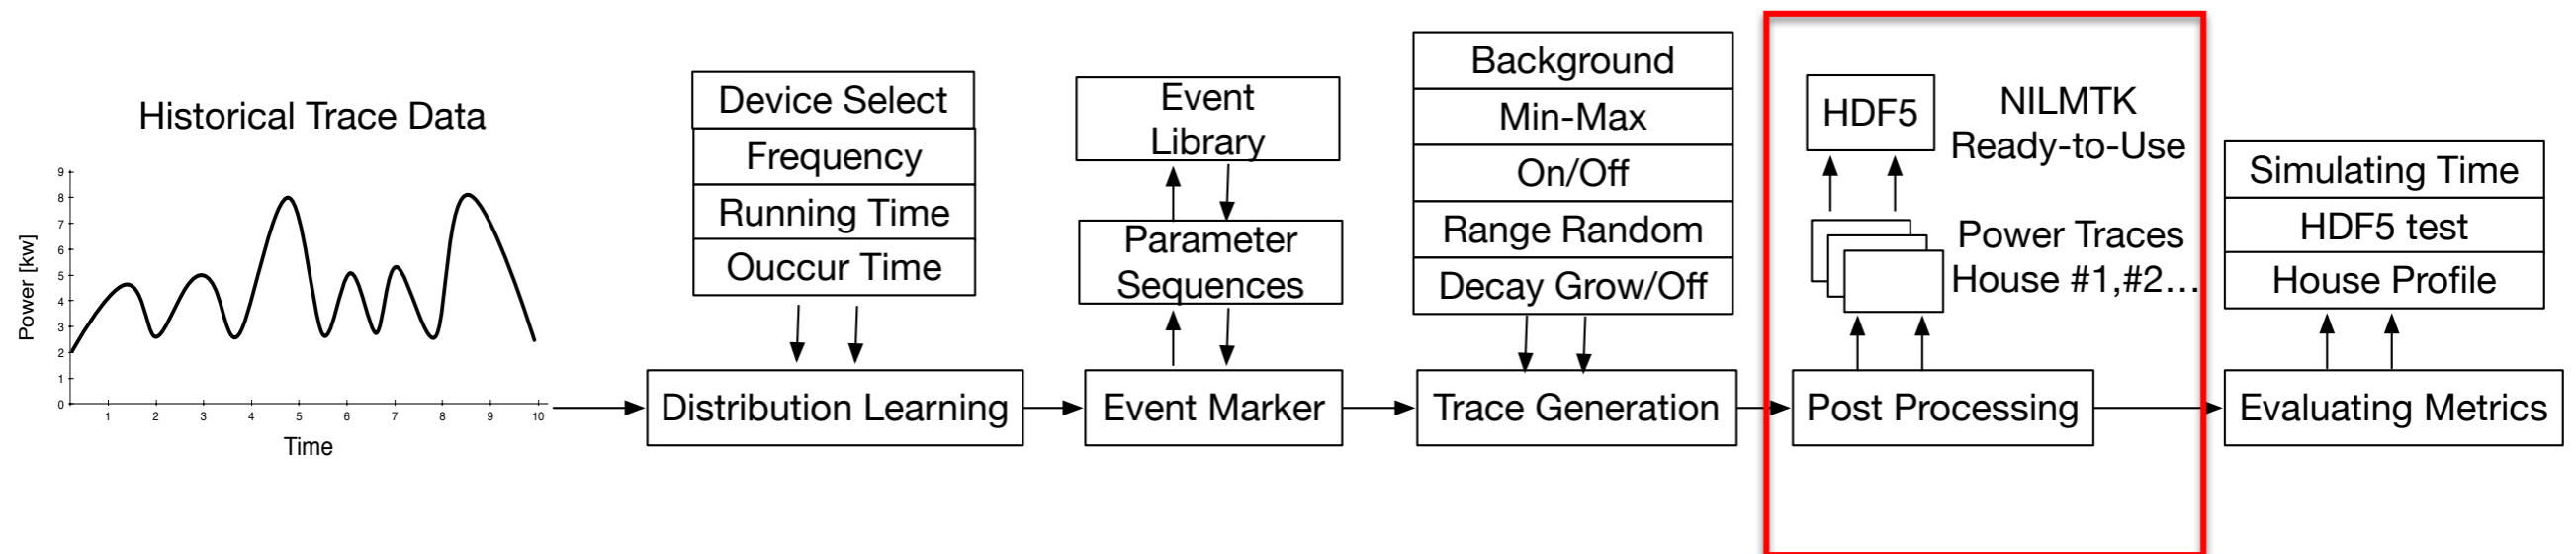 Historical Trace Data
Power [kw]
9
8
7
6
5
4
3
2
1
0
1 2 3 4 5 6 7 8 9 10
Time
Device Select
Frequency
Running Time
Ouccur Time
Distribution Learning
Event
Library
Parameter
Sequences
Event Marker
Background
Min-Max
On/Off
Range Random
Decay Grow/Off
Trace Generation
HDF5
NILMTK
Ready-to-Use
Power Traces
House #1,#2...
Post Processing
Simulating Time
HDF5 test
House Profile
Evaluating Metrics